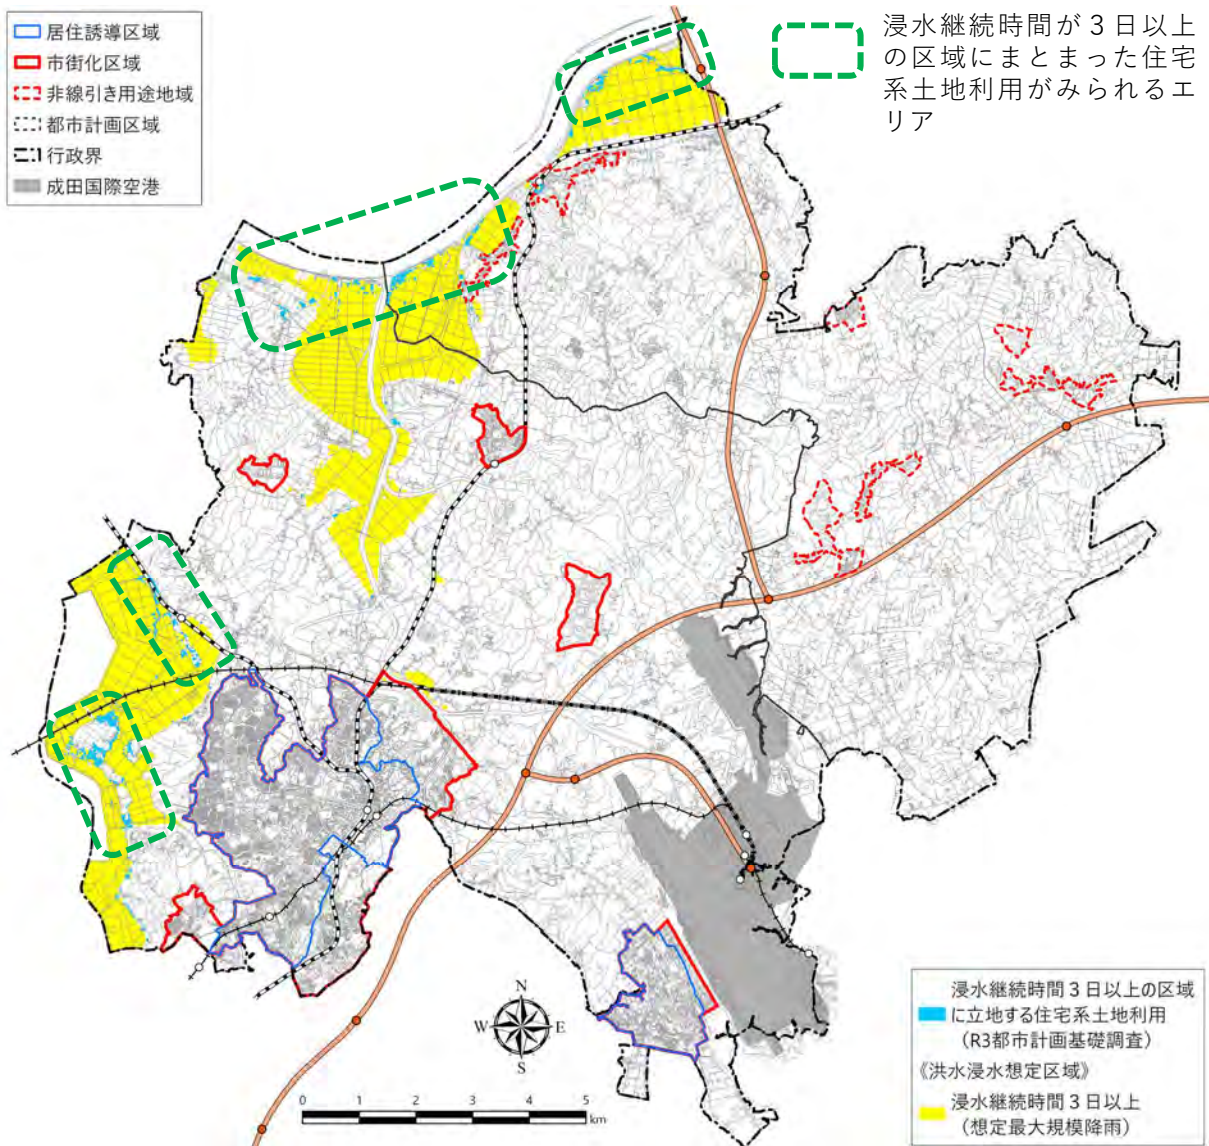 居住誘導区域
市街化区域
非線引き用途地域
都市計画区域
行政界
成田国際空港
浸水継続時間が３日以上
の区域にまとまった住宅
系土地利用がみられるエ
リア
N
W E
S
0 1 2 3 4 5
km
浸水継続時間３日以上の区域
に立地する住宅系土地利用
（R3都市計画基礎調査）
《洪水浸水想定区域》
浸水継続時間３日以上
（想定最大規模降雨）